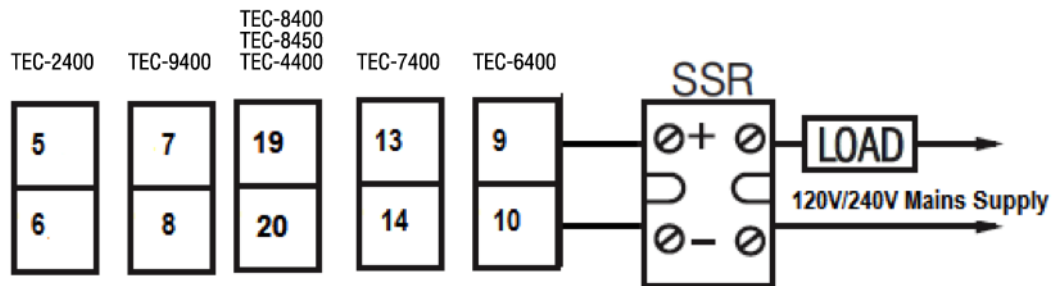 TEC-8400
TEC-8450
TEC-2400 TEC-9400 TEC-4400 TEC-7400 TEC-6400
SSR
5 7 19 13 9 + LOAD
120V/240V Mains Supply
6 8 20 14 10 −